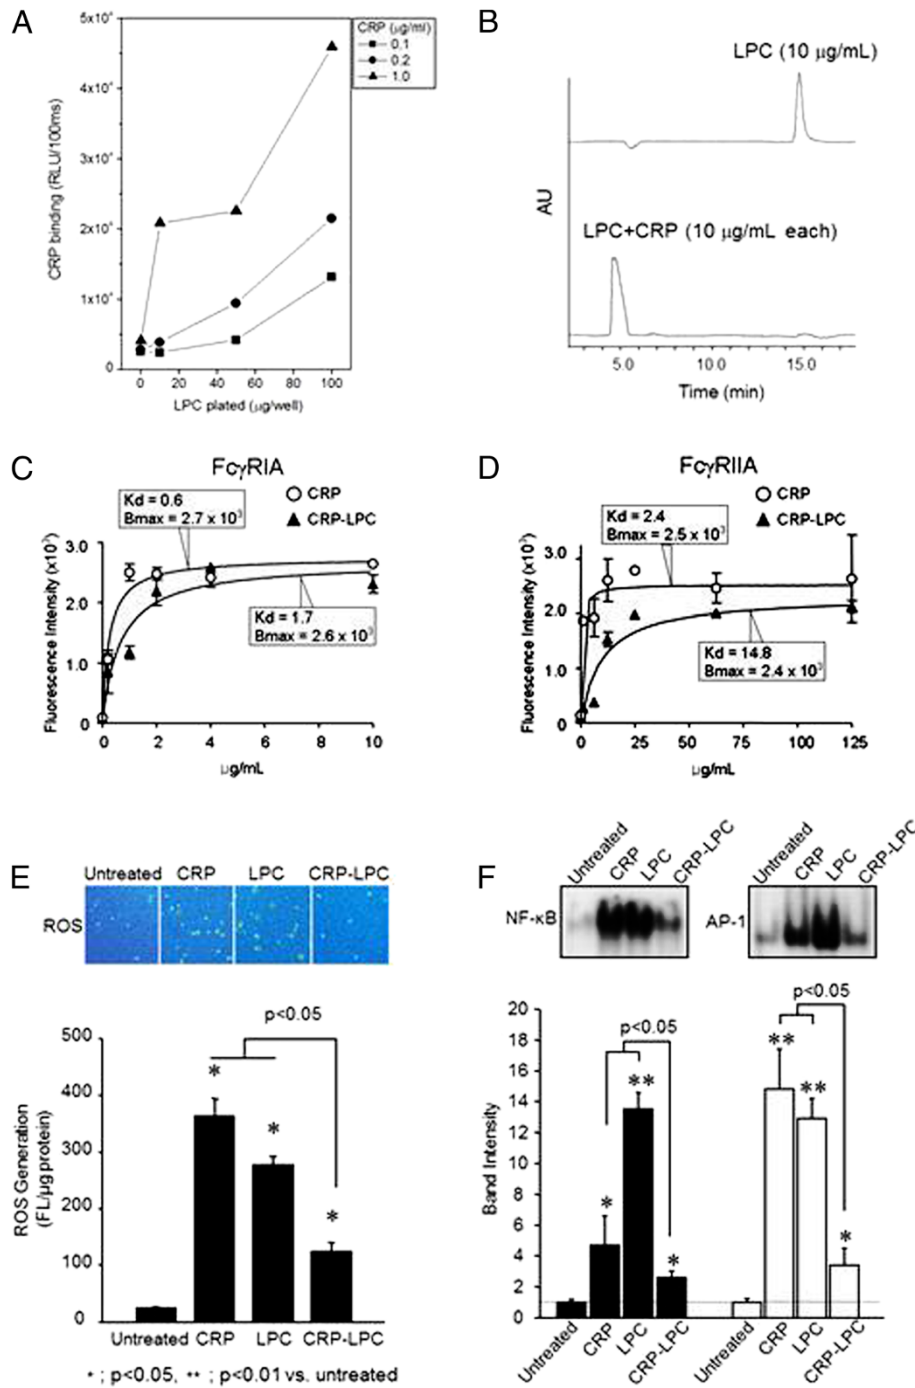 A
CRP (µg/ml)
0.1
0.2
1.0
5x10⁴
4x10⁴
3x10⁴
2x10⁴
1x10⁴
0
CRP binding (RLU/100ms)
0 20 40 60 80 100
LPC plated (µg/well)
B
LPC (10 µg/mL)
LPC+CRP (10 µg/mL each)
AU
5.0 10.0 15.0
Time (min)
C
FcγRIA
CRP
CRP-LPC
Kd = 0.6
Bmax = 2.7 x 10³
Kd = 1.7
Bmax = 2.6 x 10³
Fluorescence Intensity (x10³)
3.0
2.0
1.0
0
0 2 4 6 8 10
µg/mL
D
FcγRIIA
CRP
CRP-LPC
Kd = 2.4
Bmax = 2.5 x 10³
Kd = 14.8
Bmax = 2.4 x 10³
Fluorescence Intensity (x10³)
3.0
2.0
1.0
0
0 25 50 75 100 125
µg/mL
E
Untreated CRP LPC CRP-LPC
ROS
p<0.05
500
400
300
200
100
0
ROS Generation
(FL/µg protein)
* * *
Untreated CRP LPC CRP-LPC
* ; p<0.05, ** ; p<0.01 vs. untreated
F
Untreated CRP LPC CRP-LPC
NF-κB
Untreated CRP LPC CRP-LPC
AP-1
20
18
16
14
12
10
8
6
4
2
0
Band Intensity
p<0.05
* ** *
p<0.05
** ** *
Untreated CRP LPC CRP-LPC
Untreated CRP LPC CRP-LPC